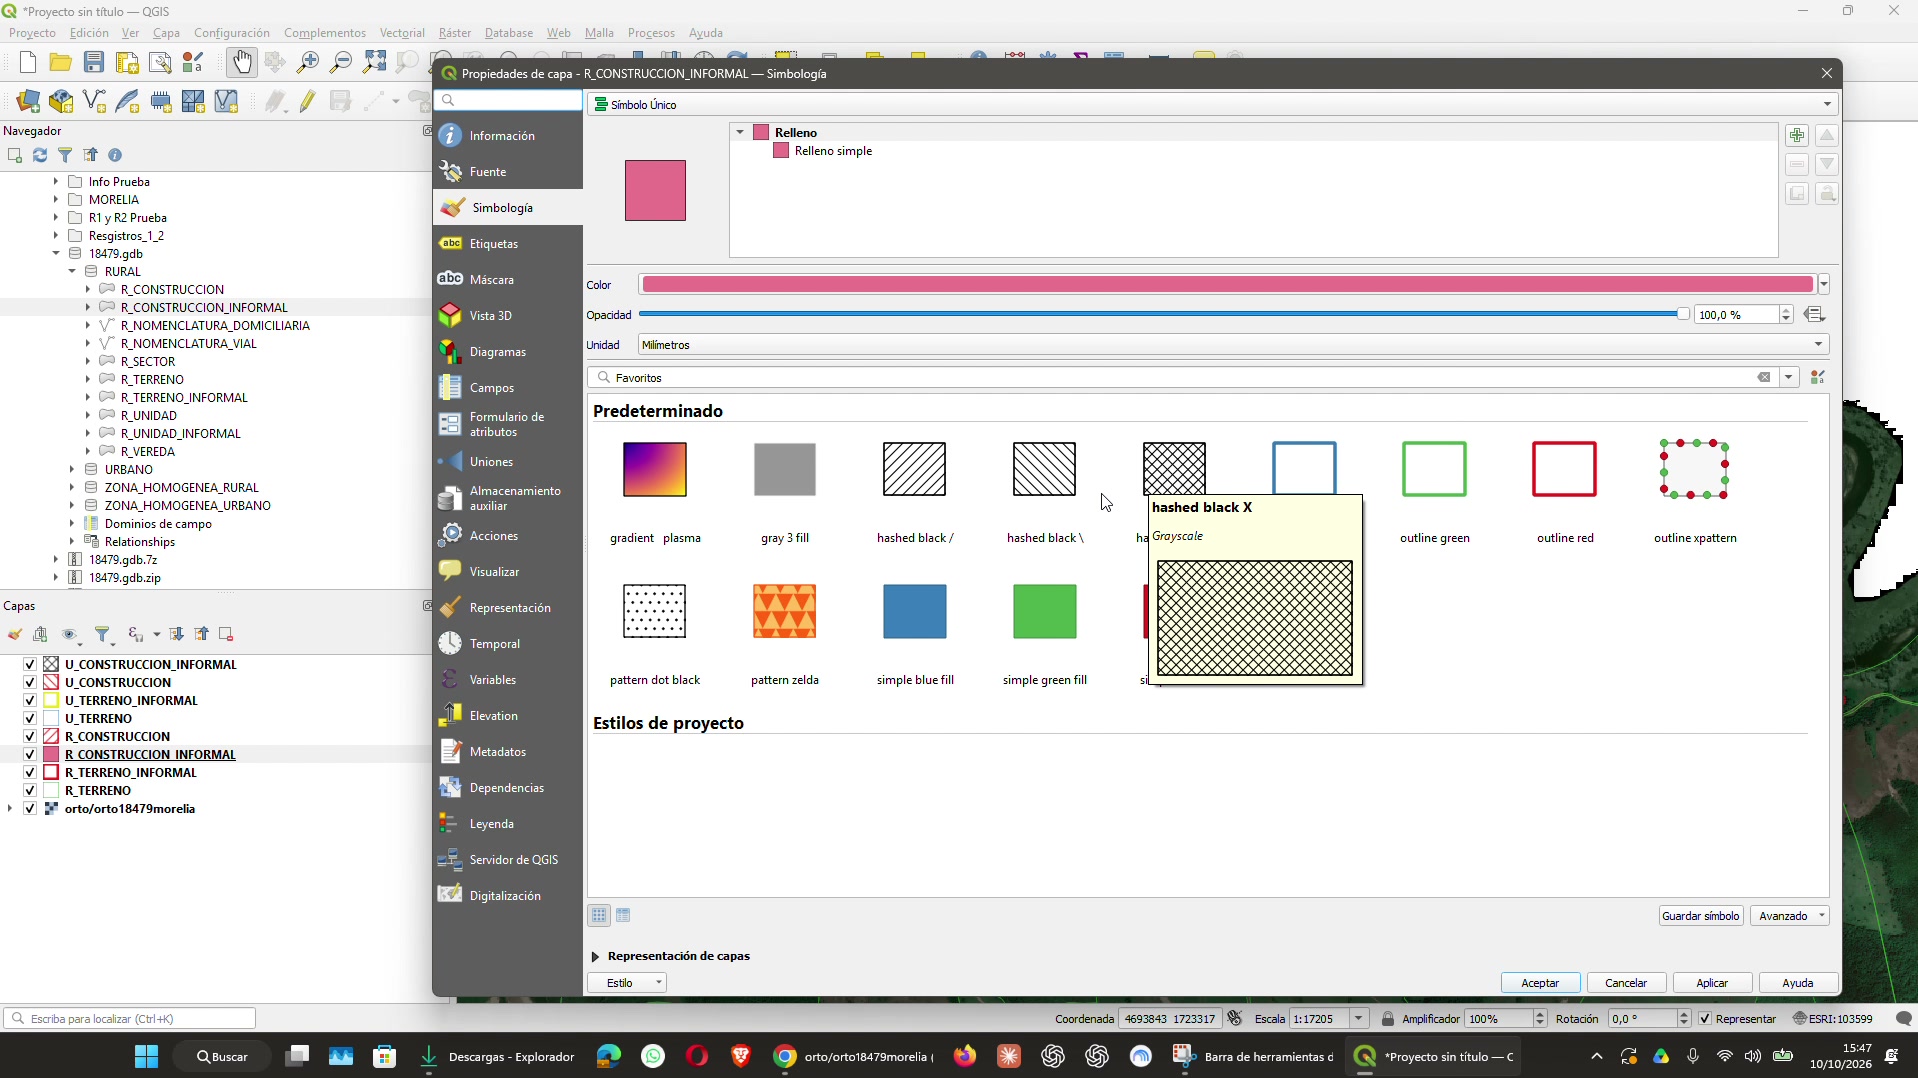 *Proyecto sin título — QGIS
Proyecto Edición Ver Capa Configuración Complementos Vectorial Ráster Database Web Malla Procesos Ayuda
Propiedades de capa - R_CONSTRUCCION_INFORMAL — Simbología
Navegador
Info Prueba
MORELIA
R1 y R2 Prueba
Resgistros_1_2
18479.gdb
RURAL
R_CONSTRUCCION
R_CONSTRUCCION_INFORMAL
R_NOMENCLATURA_DOMICILIARIA
R_NOMENCLATURA_VIAL
R_SECTOR
R_TERRENO
R_TERRENO_INFORMAL
R_UNIDAD
R_UNIDAD_INFORMAL
R_VEREDA
URBANO
ZONA_HOMOGENEA_RURAL
ZONA_HOMOGENEA_URBANO
Dominios de campo
Relationships
18479.gdb.7z
18479.gdb.zip
Capas
U_CONSTRUCCION_INFORMAL
U_CONSTRUCCION
U_TERRENO_INFORMAL
U_TERRENO
R_CONSTRUCCION
R_CONSTRUCCION_INFORMAL
R_TERRENO_INFORMAL
R_TERRENO
orto/orto18479morelia
Información
Fuente
Simbología
abc Etiquetas
abc Máscara
Vista 3D
Diagramas
Campos
Formulario de
atributos
Uniones
Almacenamiento
auxiliar
Acciones
Visualizar
Representación
Temporal
Variables
Elevation
Metadatos
Dependencias
Leyenda
Servidor de QGIS
Digitalización
Símbolo Único
Relleno
Relleno simple
Color
Opacidad 100,0 %
Unidad Milímetros
Favoritos
Predeterminado
gradient plasma
gray 3 fill
hashed black /
hashed black \
ha
outline green
outline red
outline xpattern
hashed black X
Grayscale
pattern dot black
pattern zelda
simple blue fill
simple green fill
si
Estilos de proyecto
Guardar símbolo Avanzado
Representación de capas
Estilo Aceptar Cancelar Aplicar Ayuda
Escriba para localizar (Ctrl+K) Coordenada 4693843 1723317 Escala 1:17205 Amplificador 100% Rotación 0,0 ° Representar ESRI:103599
Buscar Descargas - Explorador orto/orto18479morelia ( Barra de herramientas d *Proyecto sin título — C
15:47
10/10/2026